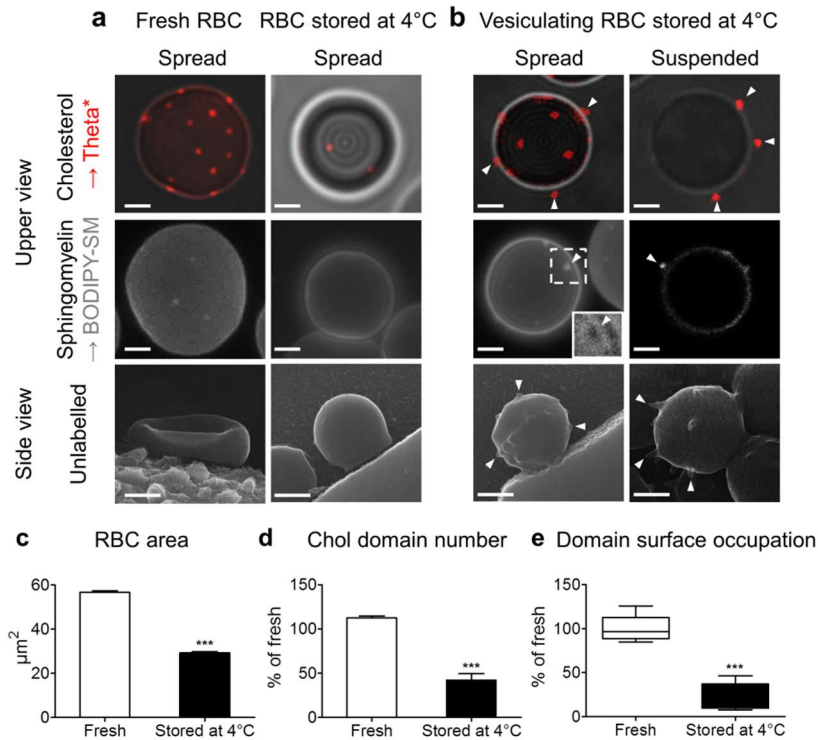 a Fresh RBC RBC stored at 4°C b Vesiculating RBC stored at 4°C
Spread Spread Spread Suspended
Upper view
Cholesterol
→ Theta*
Sphingomyelin
→ BODIPY-SM
Side view
Unlabelled
c RBC area
µm²
60
40
20
0
***
Fresh Stored at 4°C
d Chol domain number
% of fresh
150
100
50
0
***
Fresh Stored at 4°C
e Domain surface occupation
% of fresh
150
100
50
0
***
Fresh Stored at 4°C